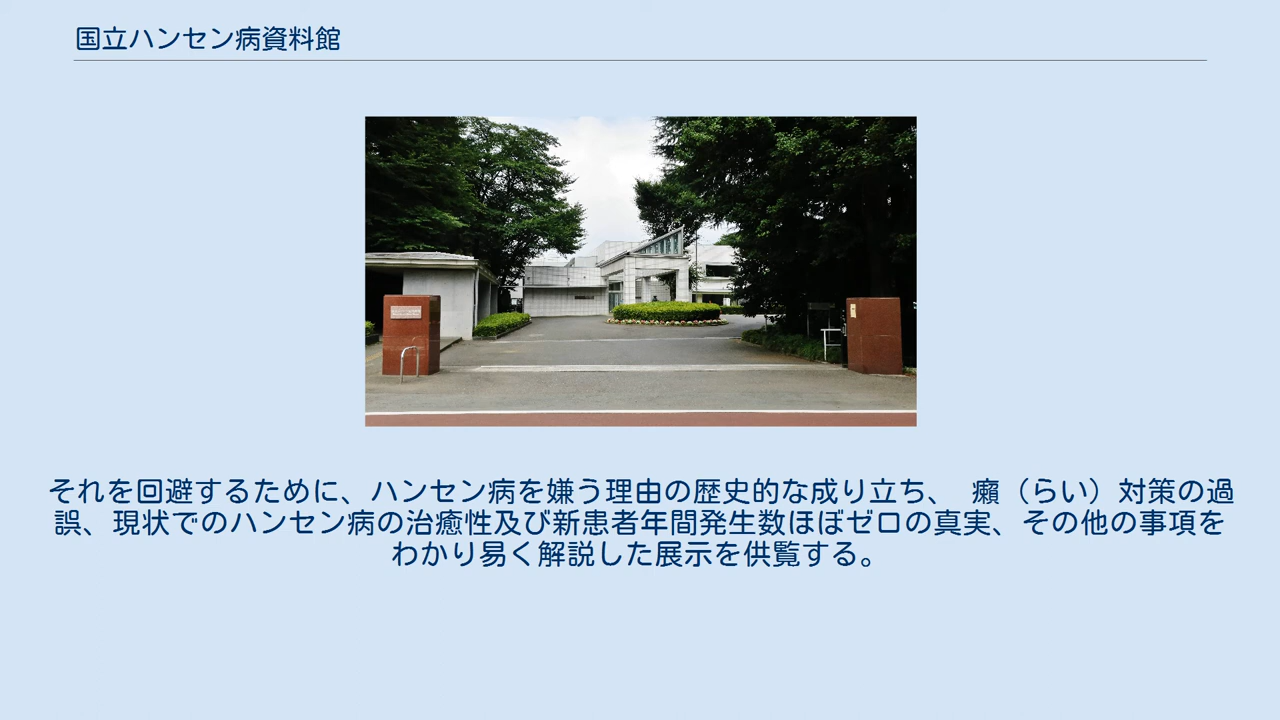 国立ハンセン病資料館
それを回避するために、ハンセン病を嫌う理由の歴史的な成り立ち、 癩（らい）対策の過
誤、現状でのハンセン病の治癒性及び新患者年間発生数ほぼゼロの真実、その他の事項を
わかり易く解説した展示を供覧する。